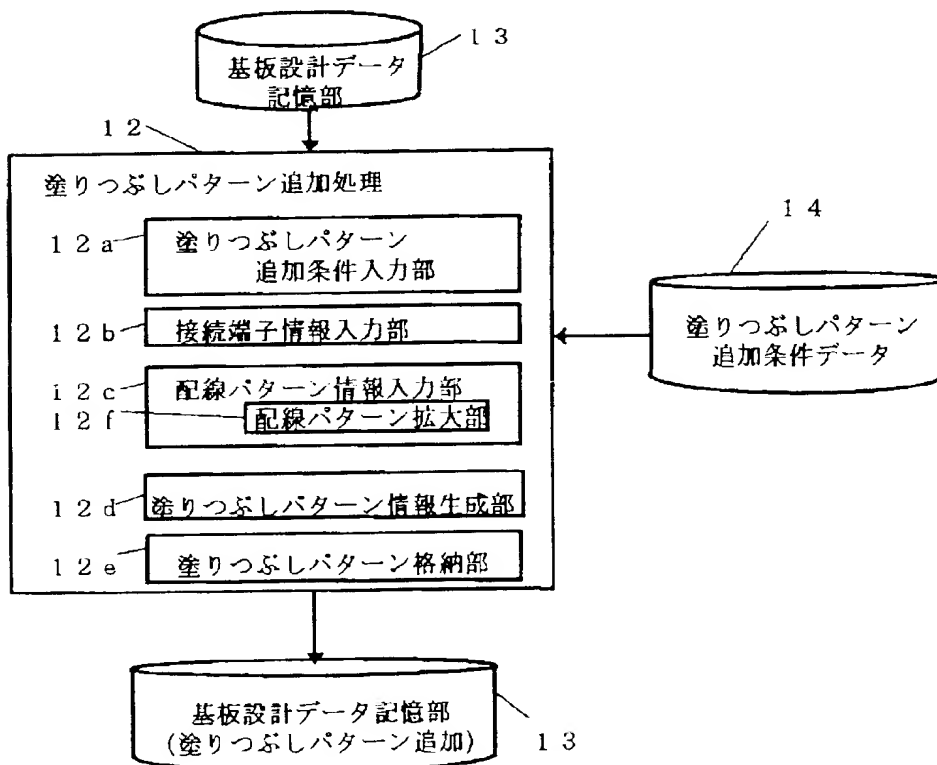 １３
基板設計データ
記憶部
１２
塗りつぶしパターン追加処理
１４
１２a
塗りつぶしパターン
追加条件入力部
１２b
接続端子情報入力部
塗りつぶしパターン
追加条件データ
１２c
配線パターン情報入力部
１２f
配線パターン拡大部
１２d
塗りつぶしパターン情報生成部
１２e
塗りつぶしパターン格納部
基板設計データ記憶部
(塗りつぶしパターン追加)
１３